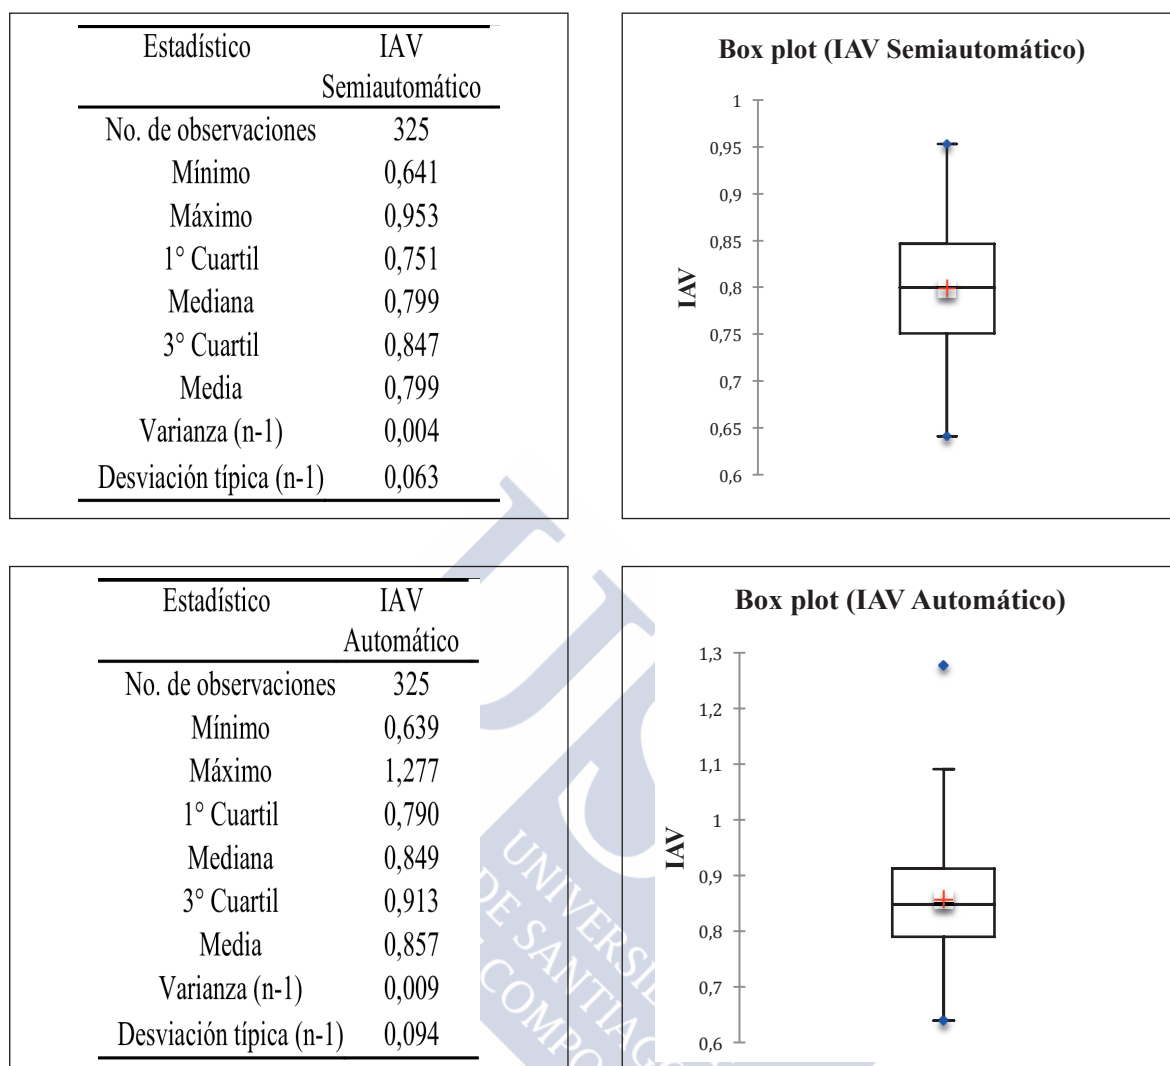 Estadístico IAV
Semiautomático
No. de observaciones 325
Mínimo 0,641
Máximo 0,953
1° Cuartil 0,751
Mediana 0,799
3° Cuartil 0,847
Media 0,799
Varianza (n-1) 0,004
Desviación típica (n-1) 0,063
Box plot (IAV Semiautomático)
1
0,95
0,9
0,85
0,8
0,75
0,7
0,65
0,6
IAV
Estadístico IAV
Automático
No. de observaciones 325
Mínimo 0,639
Máximo 1,277
1° Cuartil 0,790
Mediana 0,849
3° Cuartil 0,913
Media 0,857
Varianza (n-1) 0,009
Desviación típica (n-1) 0,094
Box plot (IAV Automático)
1,3
1,2
1,1
1
0,9
0,8
0,7
0,6
IAV
DE SANTIAGO